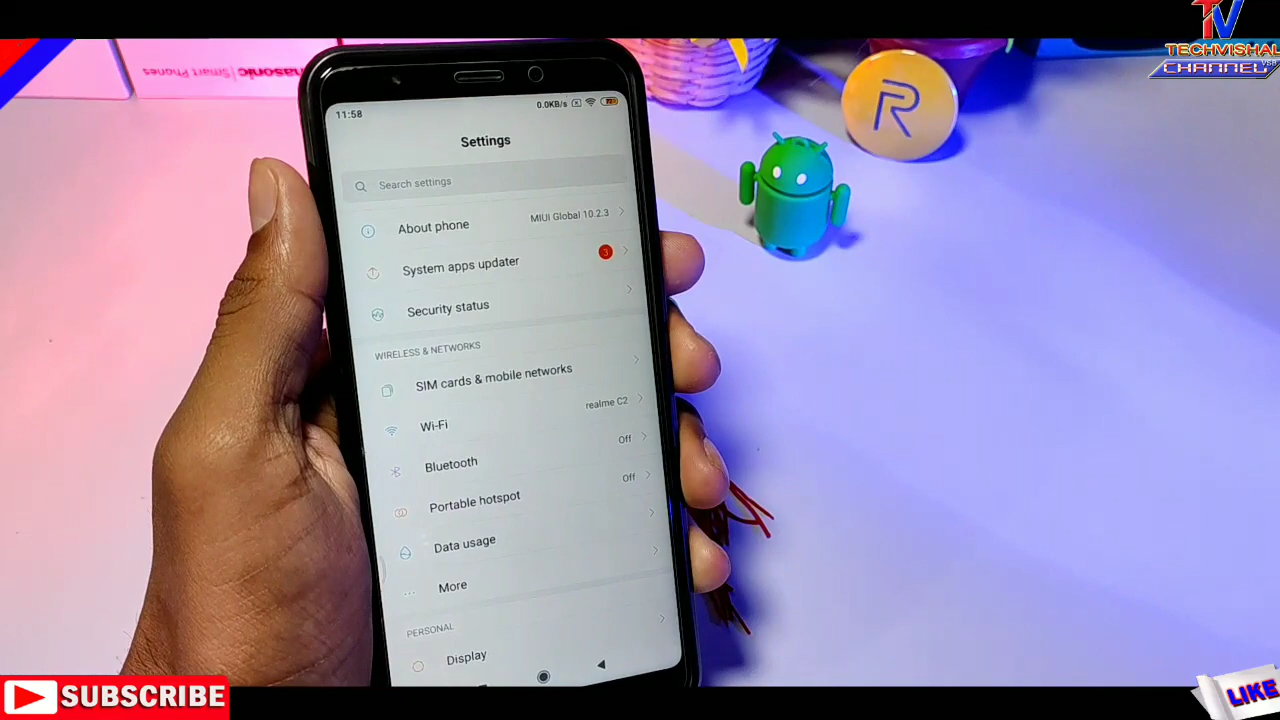 TV
TECHVISHAL
CHANNEL VSB
Panasonic | Smart Phones
11:58
0.0KB/s
Settings
Search settings
About phone
MIUI Global 10.2.3
System apps updater
3
Security status
WIRELESS & NETWORKS
SIM cards & mobile networks
Wi-Fi
realme C2
Bluetooth
Off
Portable hotspot
Off
Data usage
More
PERSONAL
Display
SUBSCRIBE
LIKE